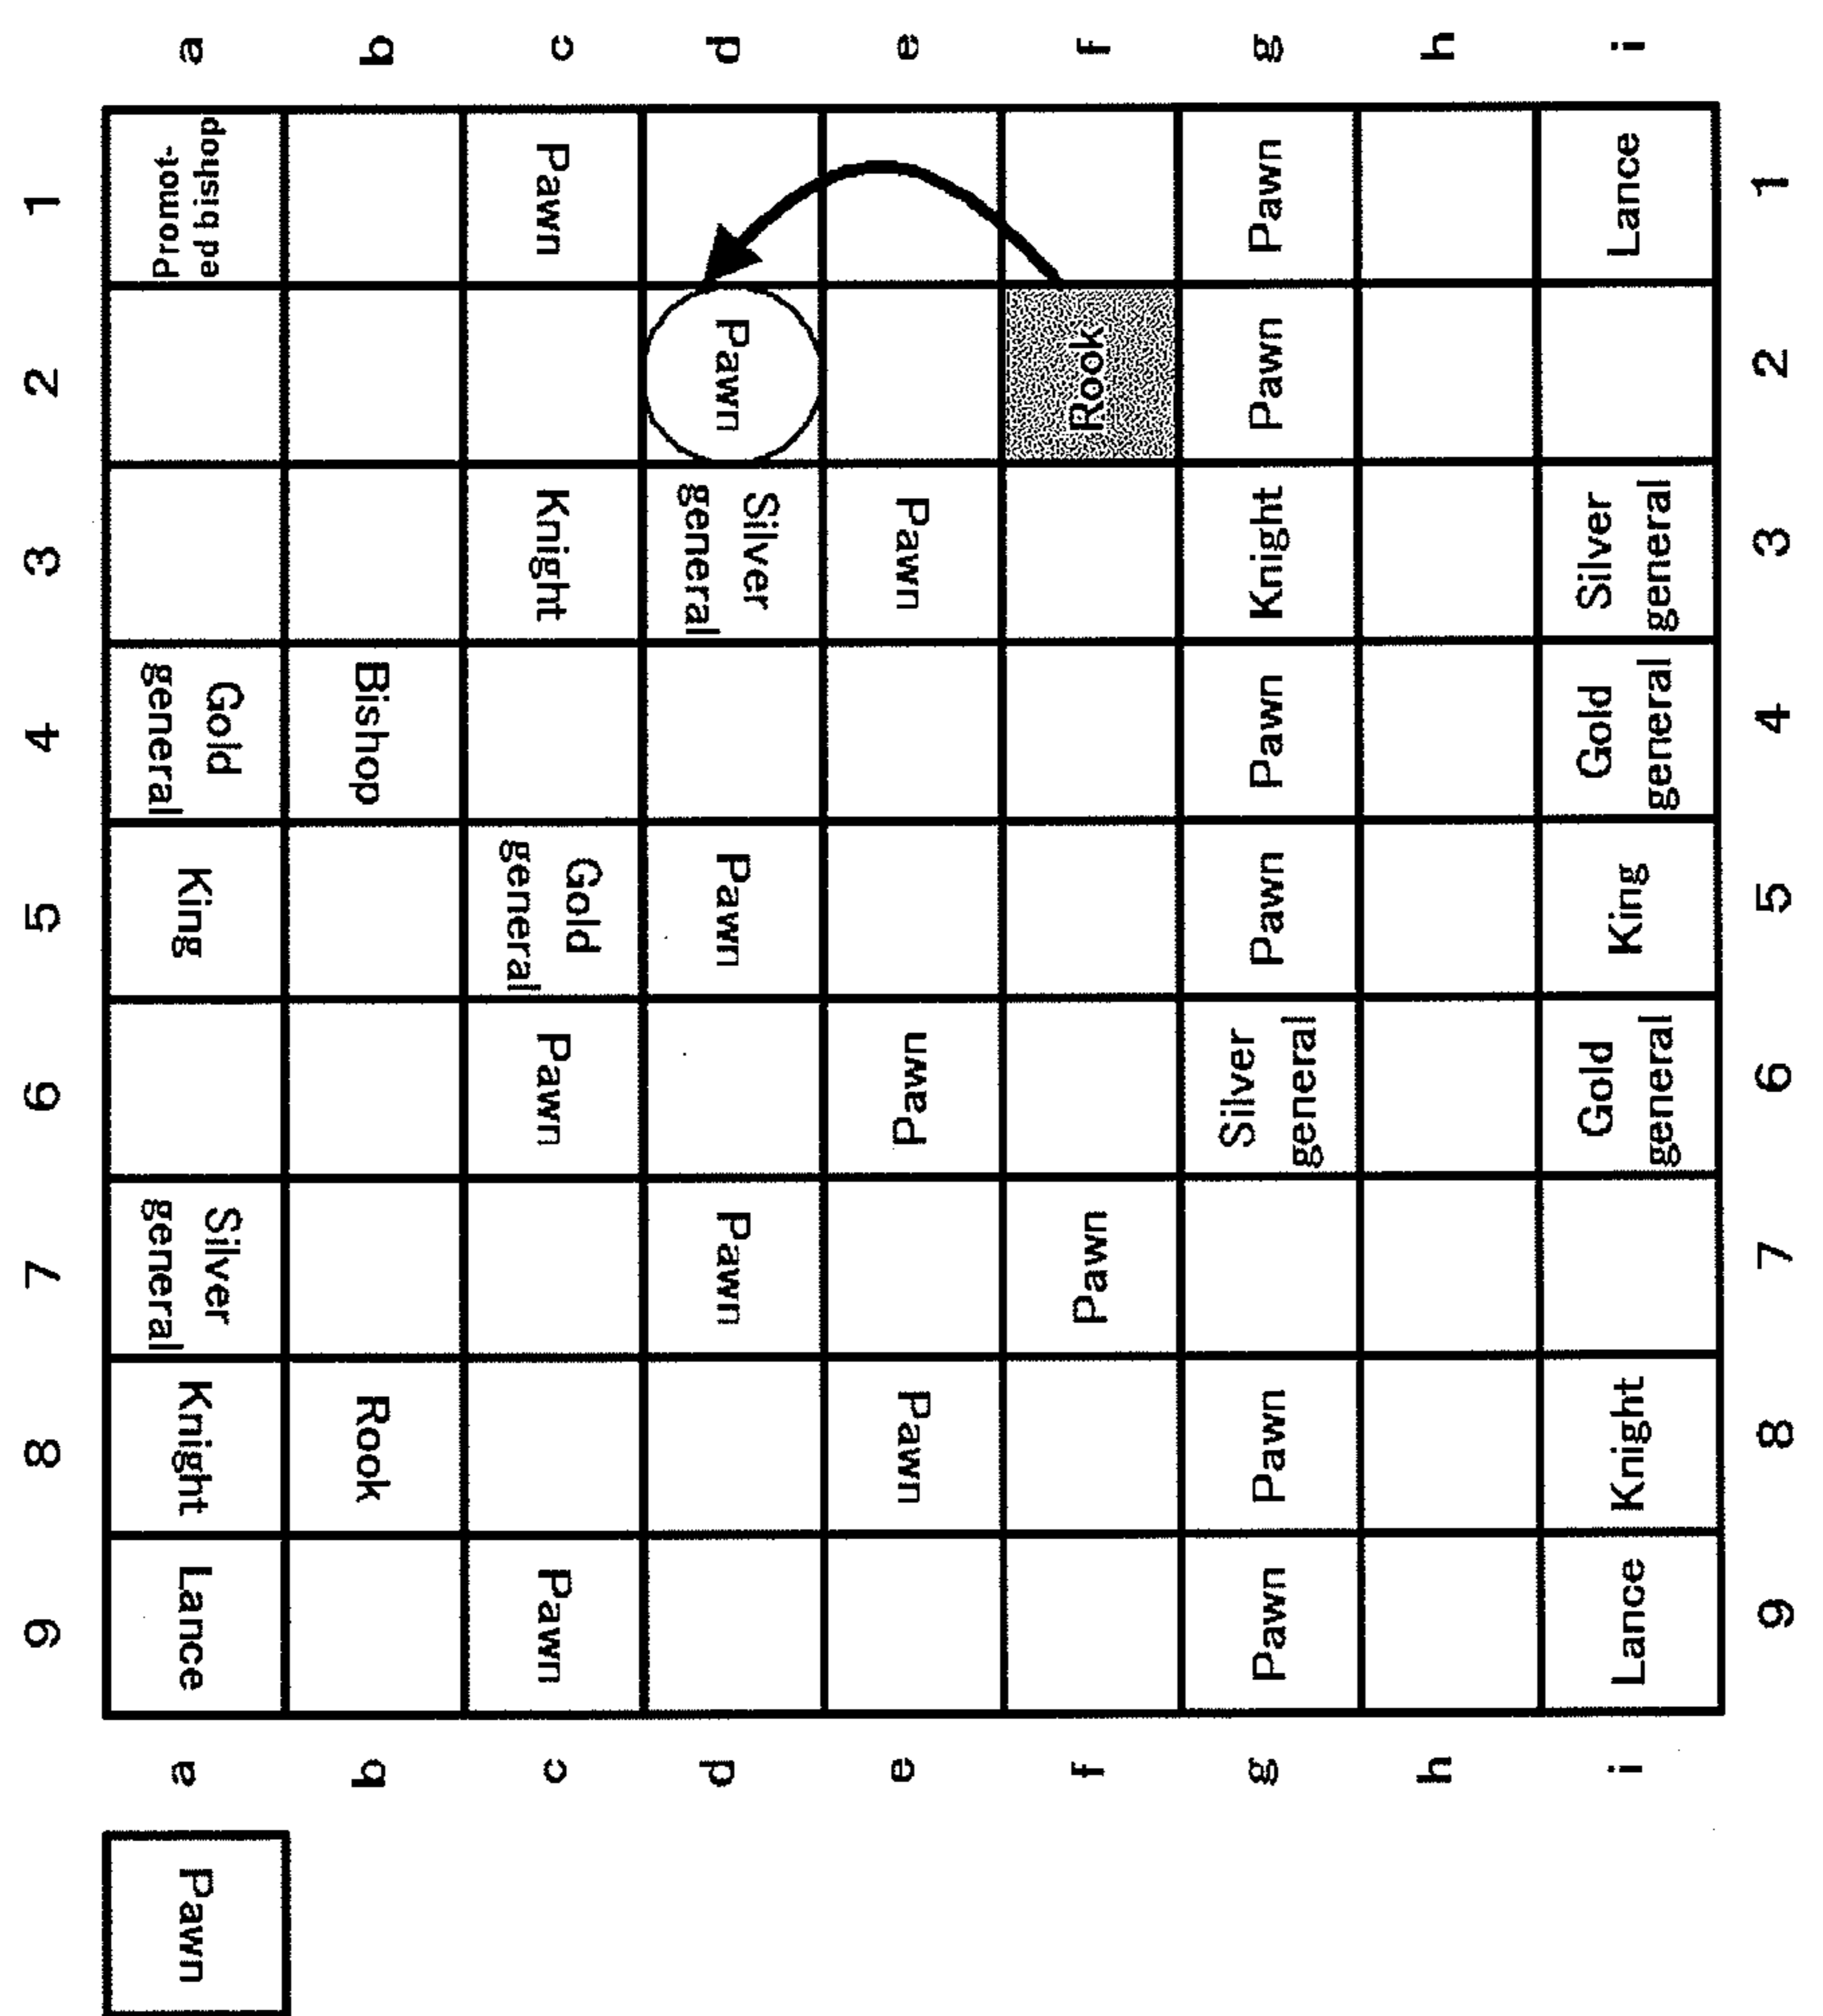 a b c d e f g h i
1 Promot- ed bishop Pawn Pawn Lance 1
2 Pawn Rook Pawn 2
3 Knight Silver general Pawn Knight Silver general 3
4 Gold general Bishop Pawn Gold general 4
5 King Gold general Pawn Pawn King 5
6 Pawn Pawn Silver general Gold general 6
7 Silver general Pawn Pawn 7
8 Knight Rook Pawn Pawn Knight 8
9 Lance Pawn Pawn Lance 9
a b c d e f g h i
Pawn